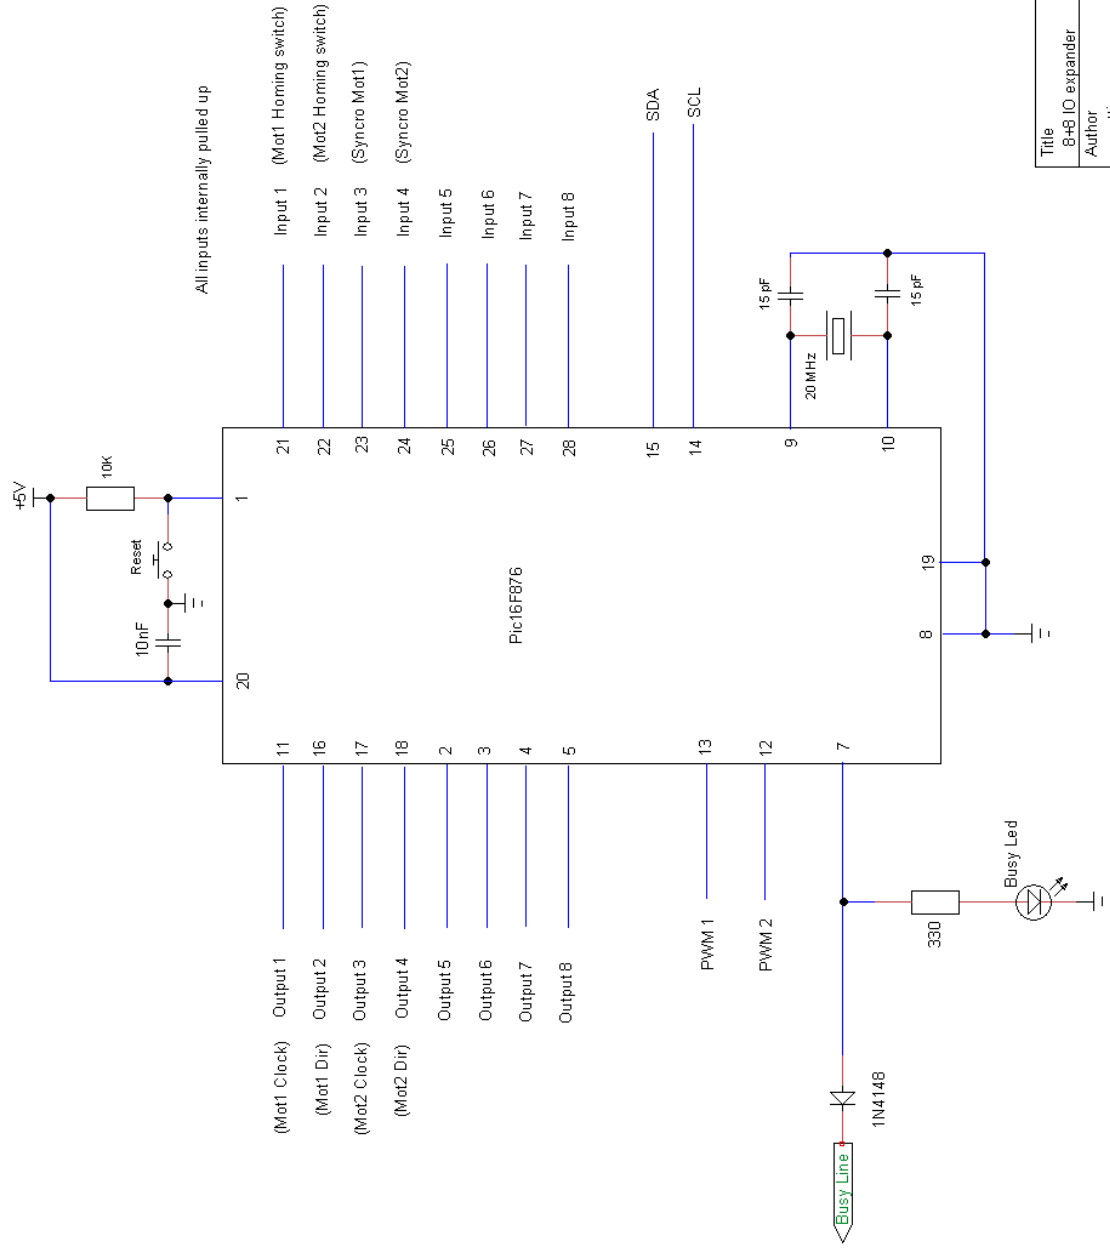 +5V
10K
Reset
10nF
1
20
All inputs internally pulled up
11
16
17
18
2
3
4
5
13
12
7
21
22
23
24
25
26
27
28
15
14
9
10
19
8
Pic16F876
(Mot1 Clock) Output 1
(Mot1 Dir) Output 2
(Mot2 Clock) Output 3
(Mot2 Dir) Output 4
Output 5
Output 6
Output 7
Output 8
PWM 1
PWM 2
Input 1 (Mot1 Homing switch)
Input 2 (Mot2 Homing switch)
Input 3 (Syncro Mot1)
Input 4 (Syncro Mot2)
Input 5
Input 6
Input 7
Input 8
SDA
SCL
15 pF
20 MHz
15 pF
330
Busy Led
1N4148
Busy Line
Title
8+8 IO expander
Author